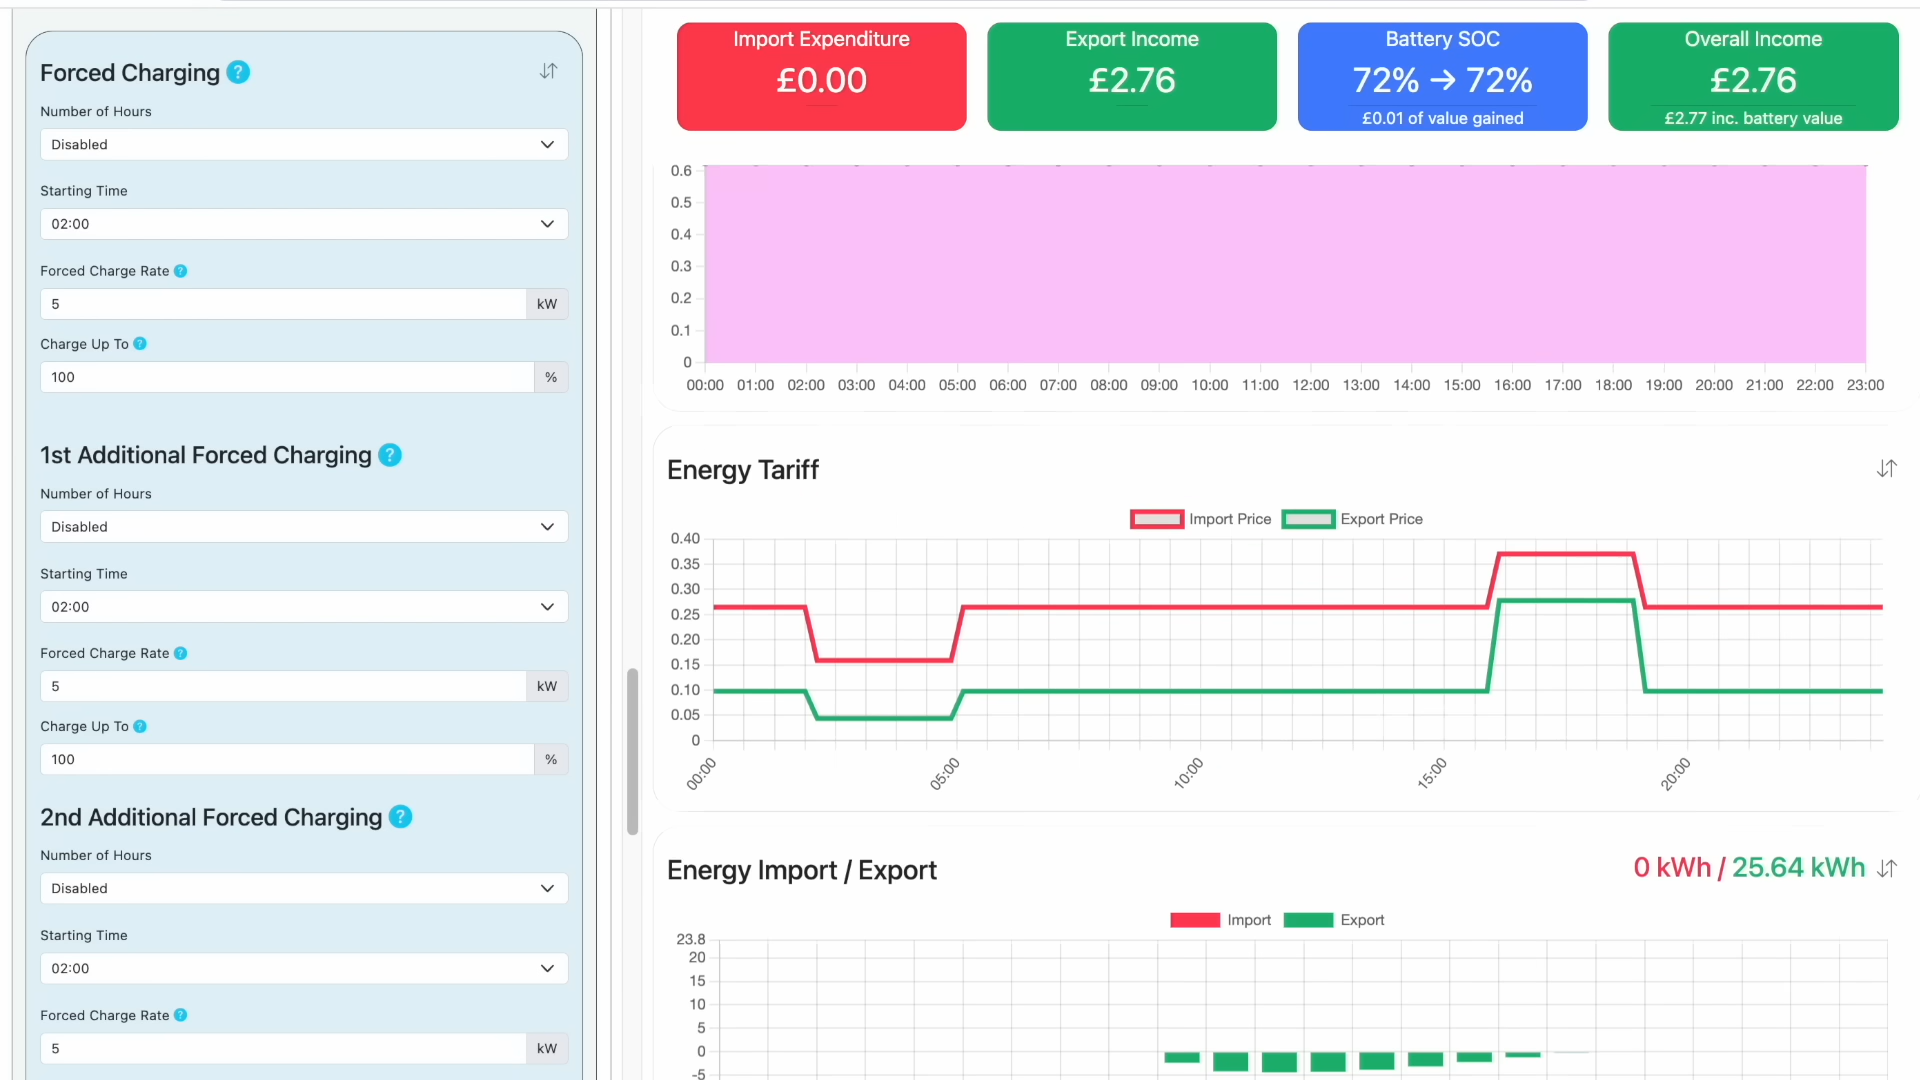 Forced Charging ?
Number of Hours
Disabled
Starting Time
02:00
Forced Charge Rate ?
5 kW
Charge Up To ?
100 %
1st Additional Forced Charging ?
Number of Hours
Disabled
Starting Time
02:00
Forced Charge Rate ?
5 kW
Charge Up To ?
100 %
2nd Additional Forced Charging ?
Number of Hours
Disabled
Starting Time
02:00
Forced Charge Rate ?
5 kW
Import Expenditure
£0.00
Export Income
£2.76
Battery SOC
72% → 72%
£0.01 of value gained
Overall Income
£2.76
£2.77 inc. battery value
0.6
0.5
0.4
0.3
0.2
0.1
0
00:00 01:00 02:00 03:00 04:00 05:00 06:00 07:00 08:00 09:00 10:00 11:00 12:00 13:00 14:00 15:00 16:00 17:00 18:00 19:00 20:00 21:00 22:00 23:00
Energy Tariff
Import Price Export Price
0.40
0.35
0.30
0.25
0.20
0.15
0.10
0.05
0
00:00 05:00 10:00 15:00 20:00
Energy Import / Export
0 kWh / 25.64 kWh
Import Export
23.8
20
15
10
5
0
-5